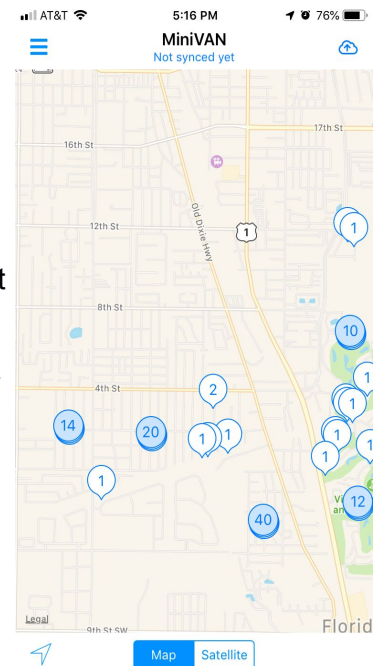 AT&T
5:16 PM
76%
MiniVAN
Not synced yet
17th St
16th St
Old Dixie Hwy
1
12th St
1
8th St
10
t
4th St
2
1
14
20
1
1
1
1
1
1
1
12
40
Legal
9th St SW
Florid
Map
Satellite